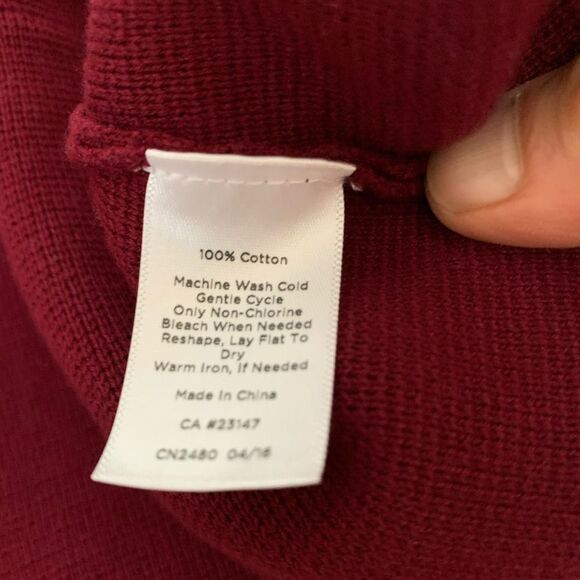 100% Cotton
Machine Wash Cold
Gentle Cycle
Only Non-Chlorine
Bleach When Needed
Reshape, Lay Flat To
Dry
Warm Iron, If Needed
Made In China
CA #23147
CN2480 04/16